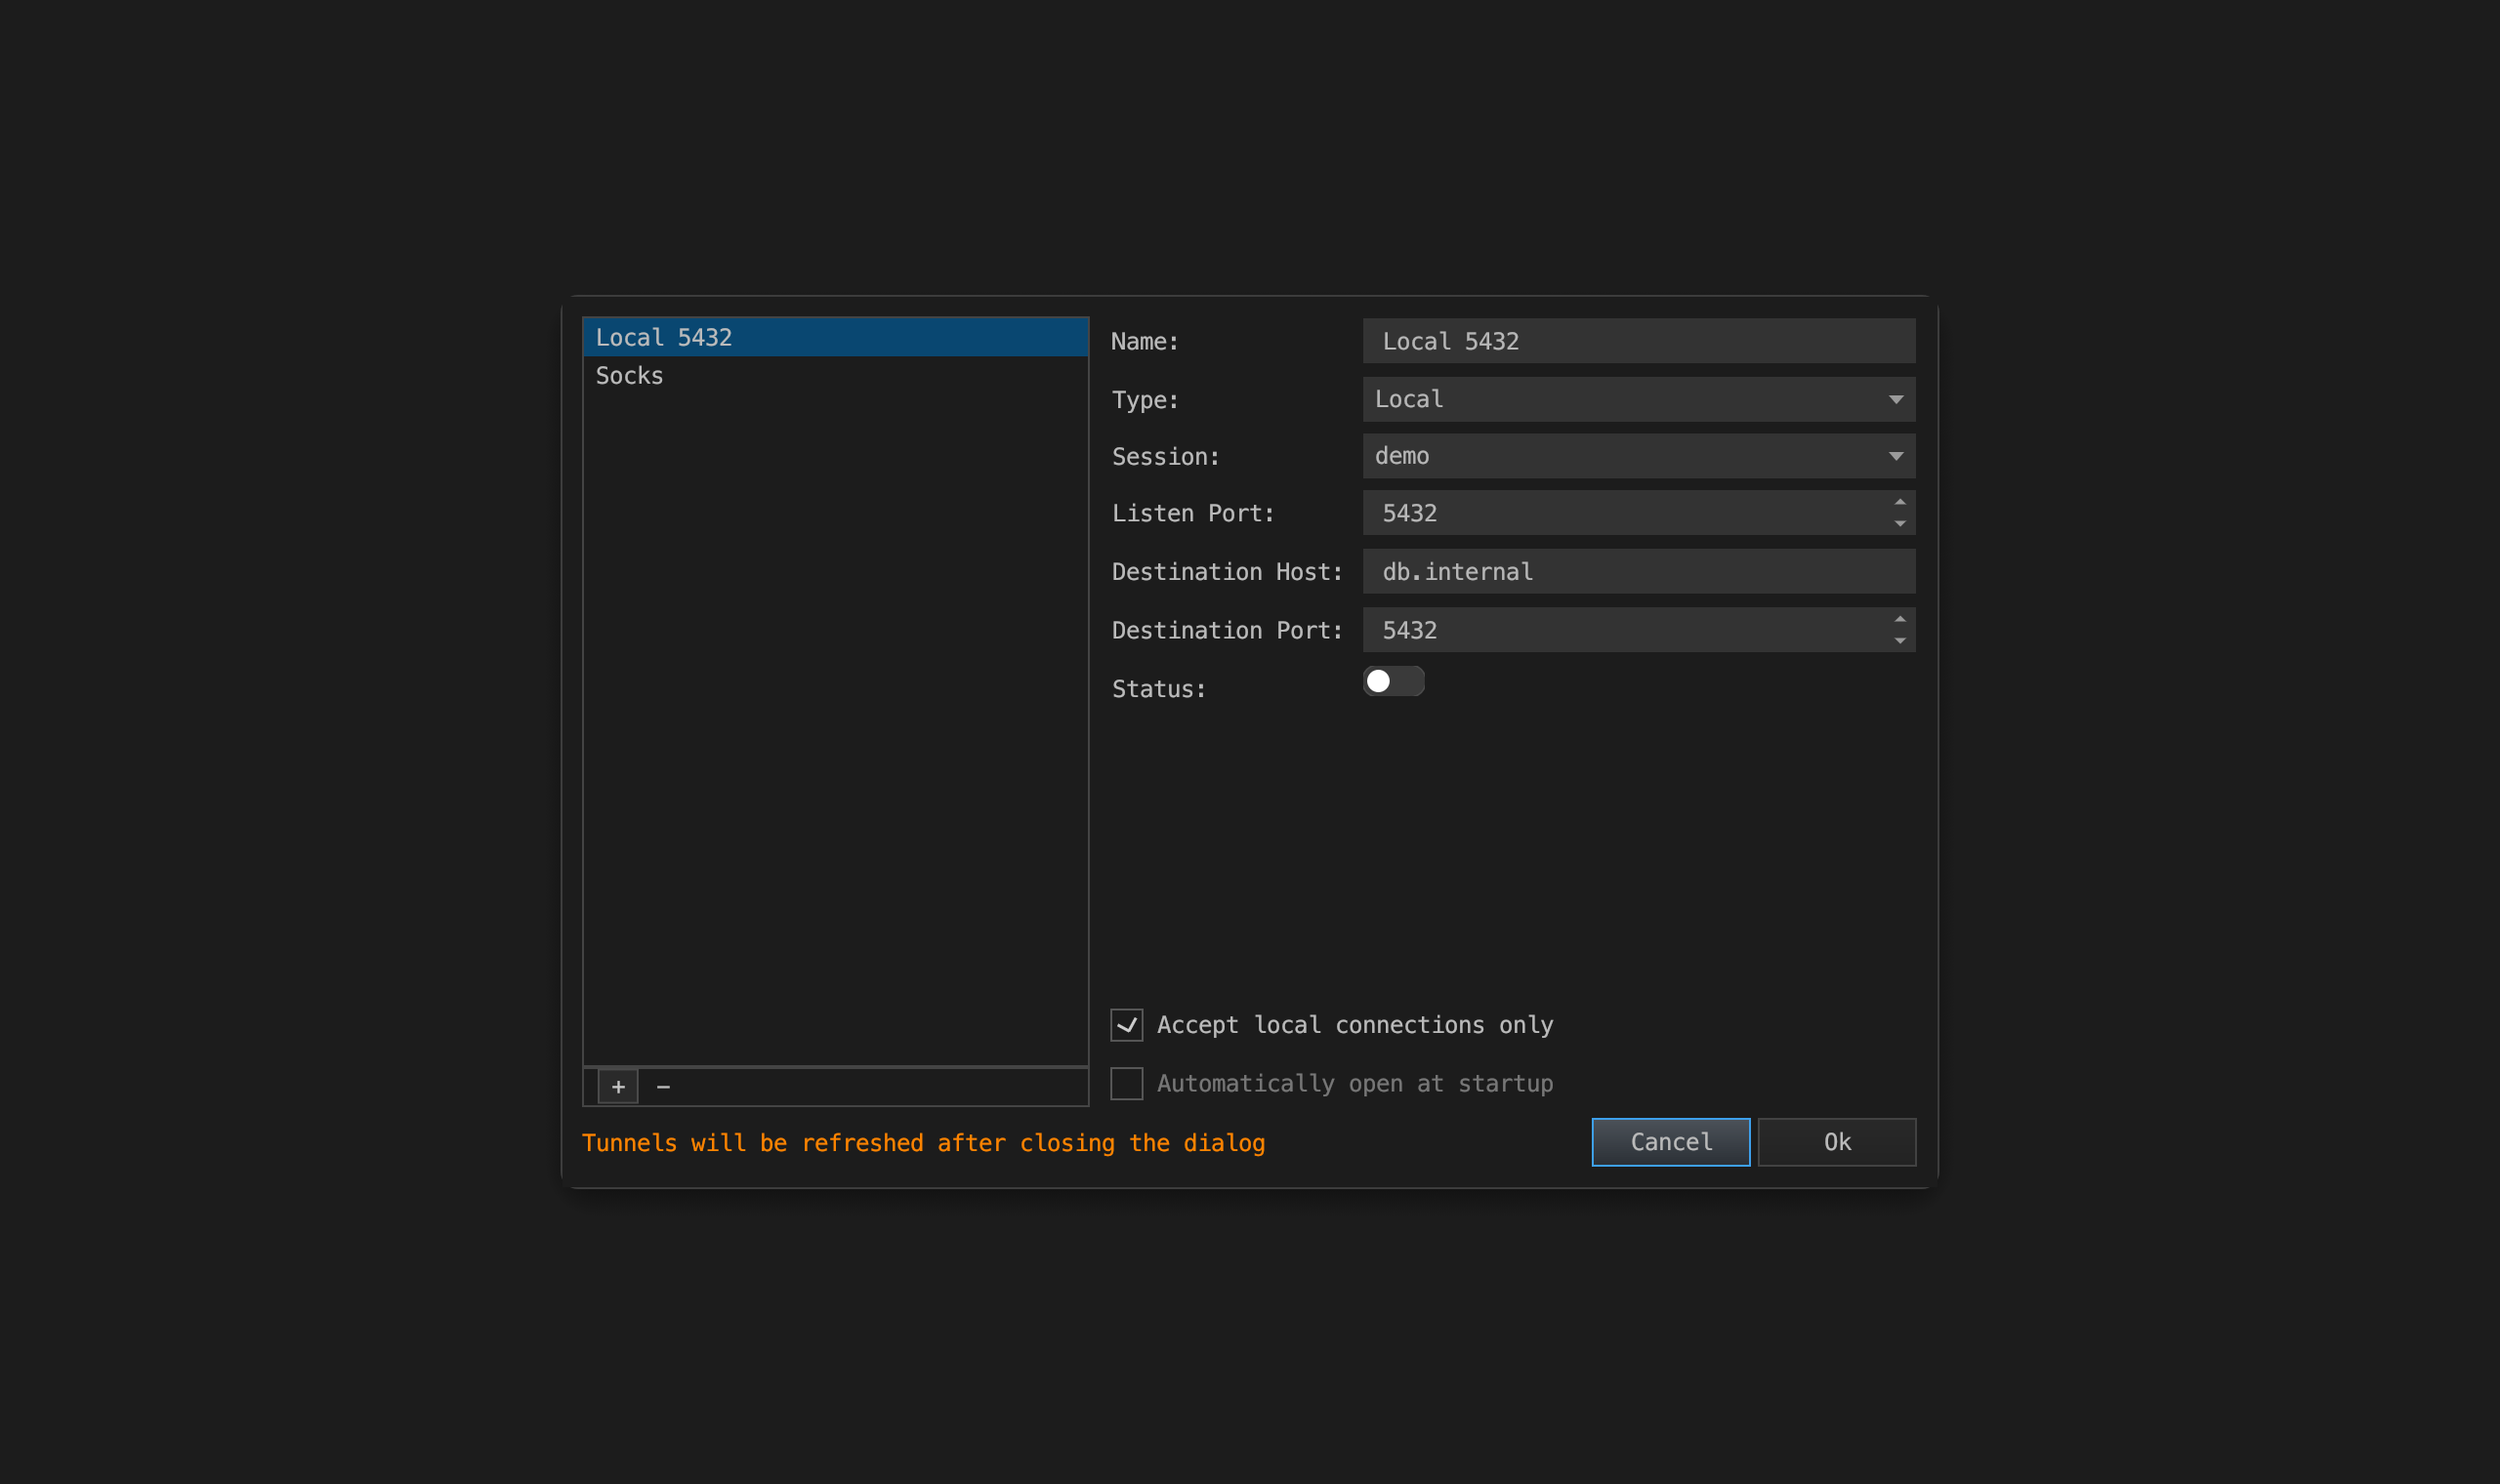 Local 5432
Socks
+ −
Name: Local 5432
Type: Local
Session: demo
Listen Port: 5432
Destination Host: db.internal
Destination Port: 5432
Status:
Accept local connections only
Automatically open at startup
Tunnels will be refreshed after closing the dialog
Cancel Ok